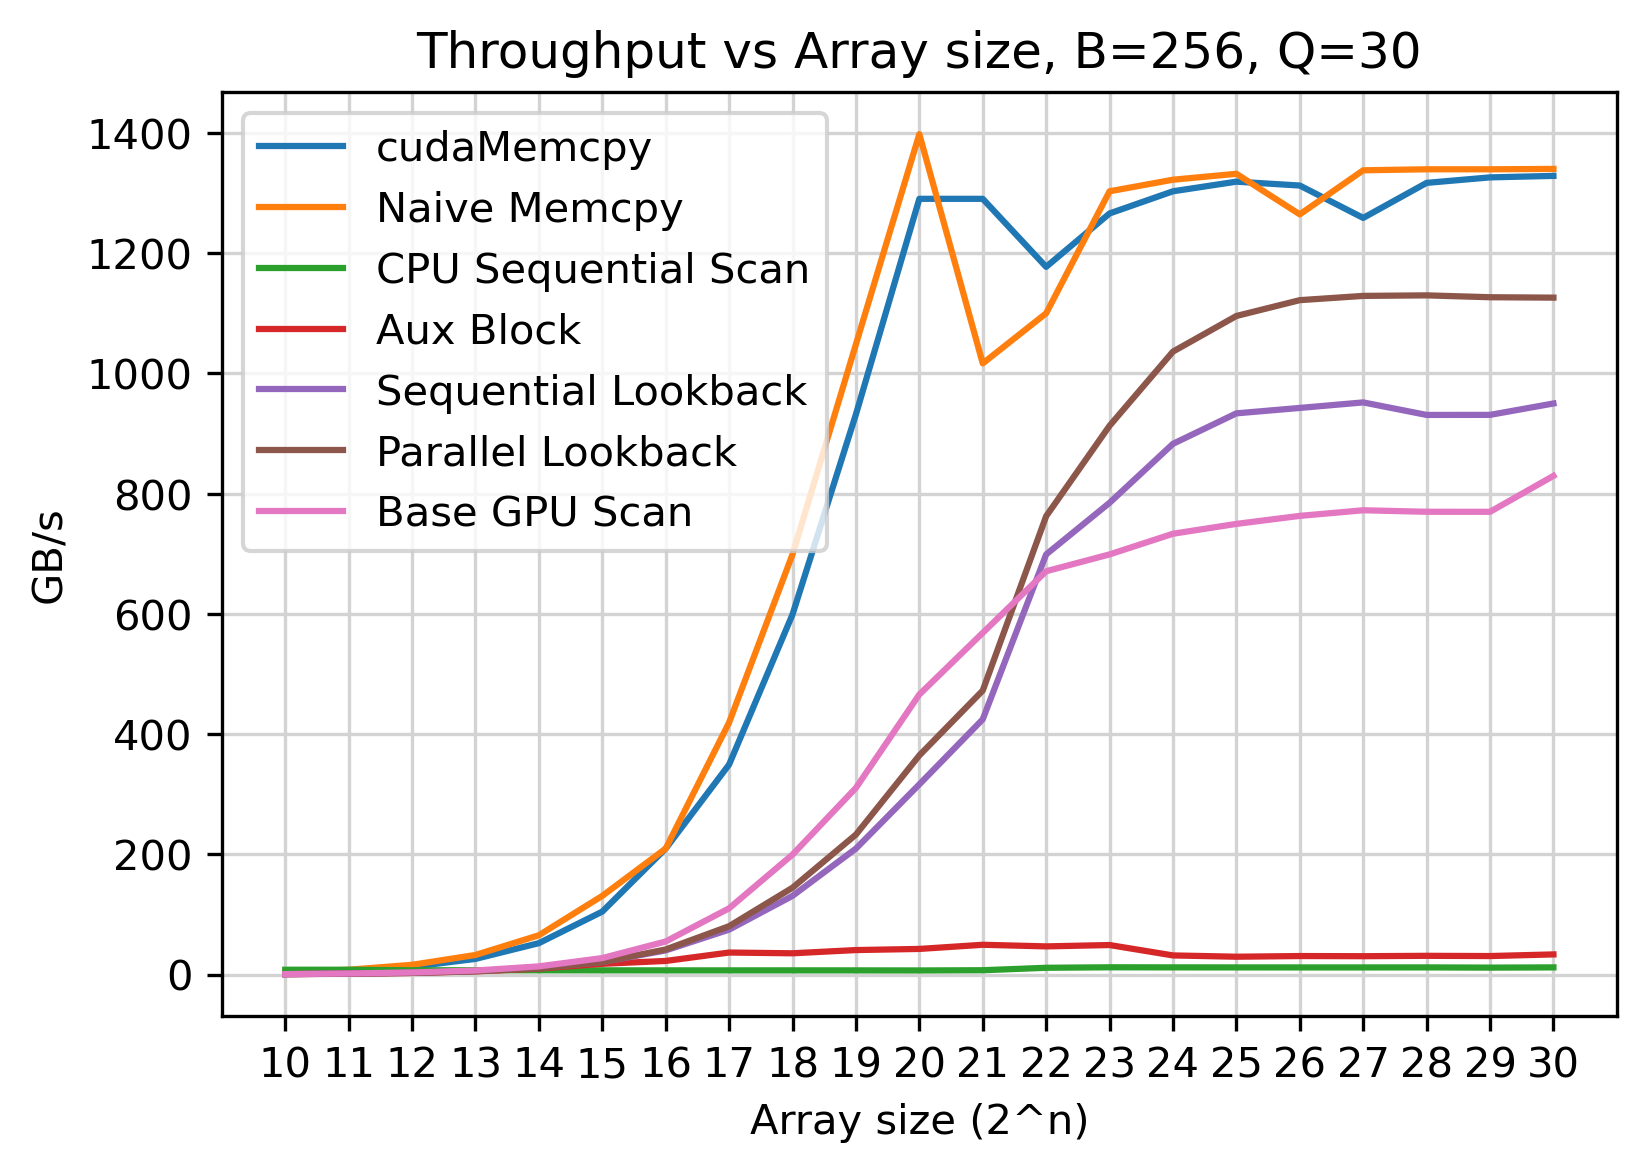 Throughput vs Array size, B=256, Q=30
1400
1200
1000
800
600
400
200
0
GB/s
cudaMemcpy
Naive Memcpy
CPU Sequential Scan
Aux Block
Sequential Lookback
Parallel Lookback
Base GPU Scan
10 11 12 13 14 15 16 17 18 19 20 21 22 23 24 25 26 27 28 29 30
Array size (2^n)